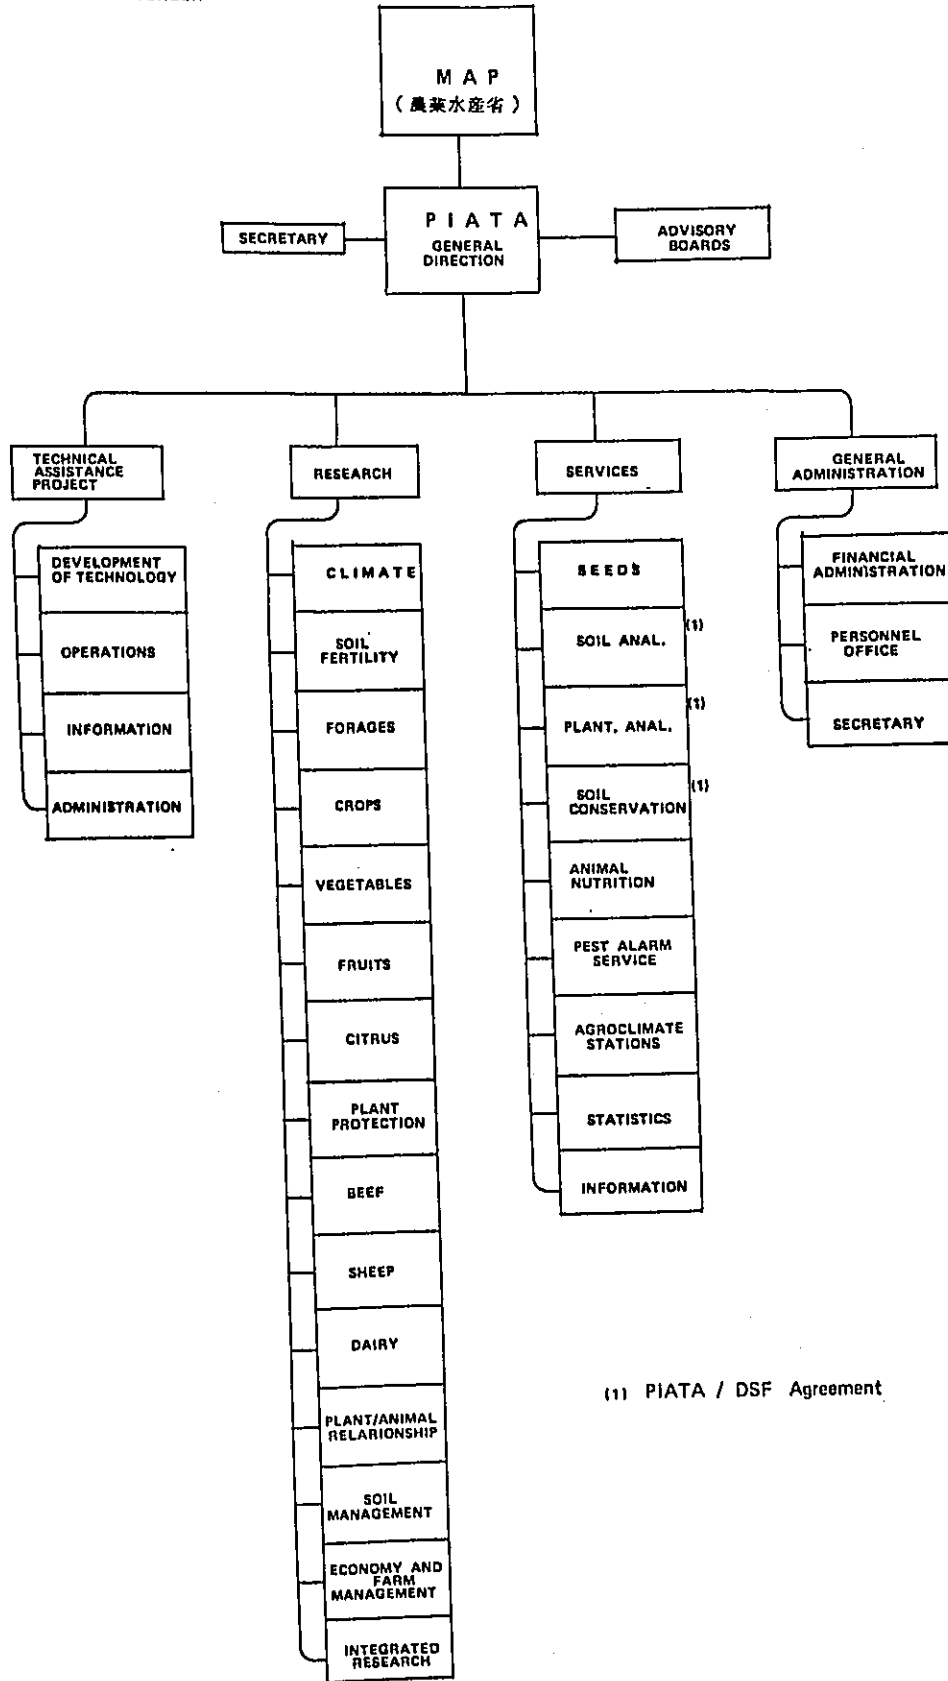 M A P
(農業水産省)
P I A T A
GENERAL
DIRECTION
SECRETARY
ADVISORY
BOARDS
TECHNICAL
ASSISTANCE
PROJECT
DEVELOPMENT
OF TECHNOLOGY
OPERATIONS
INFORMATION
ADMINISTRATION
RESEARCH
CLIMATE
SOIL
FERTILITY
FORAGES
CROPS
VEGETABLES
FRUITS
CITRUS
PLANT
PROTECTION
BEEF
SHEEP
DAIRY
PLANT/ANIMAL
RELARIONSHIP
SOIL
MANAGEMENT
ECONOMY AND
FARM
MANAGEMENT
INTEGRATED
RESEARCH
SERVICES
SEEDS
SOIL ANAL. (1)
PLANT. ANAL. (1)
SOIL
CONSERVATION (1)
ANIMAL
NUTRITION
PEST ALARM
SERVICE
AGROCLIMATE
STATIONS
STATISTICS
INFORMATION
GENERAL
ADMINISTRATION
FINANCIAL
ADMINISTRATION
PERSONNEL
OFFICE
SECRETARY
(1) PIATA / DSF Agreement